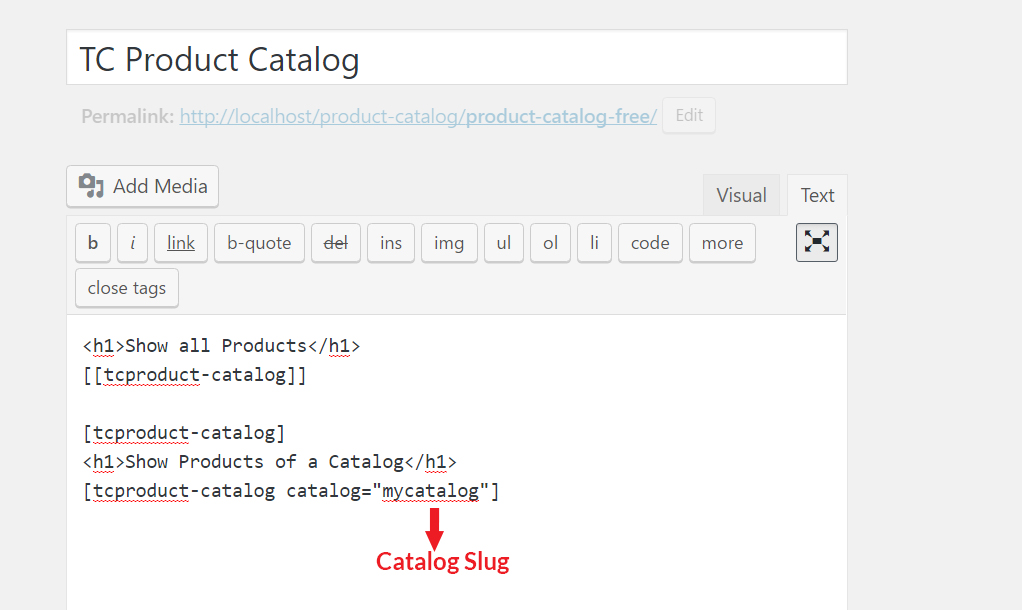 TC Product Catalog
Permalink: http://localhost/product-catalog/product-catalog-free/ Edit
Add Media
Visual Text
b i link b-quote del ins img ul ol li code more
close tags
<h1>Show all Products</h1>
[[tcproduct-catalog]]
[tcproduct-catalog]
<h1>Show Products of a Catalog</h1>
[tcproduct-catalog catalog="mycatalog"]
Catalog Slug